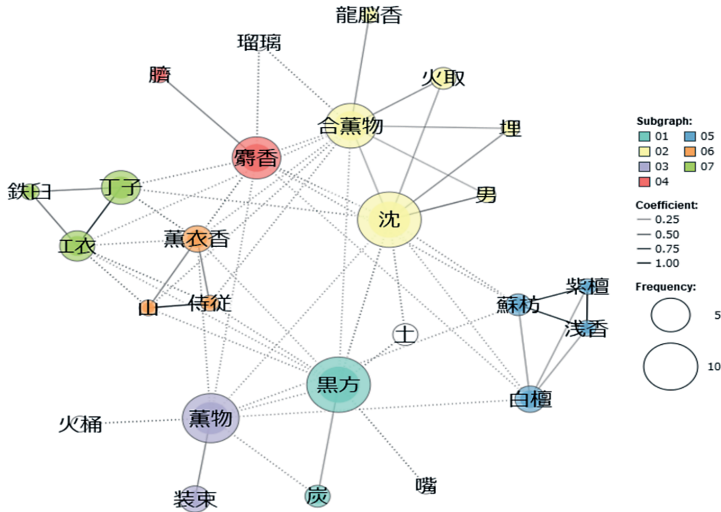 龍脳香
瑠璃
臍
火取
合薫物
埋
麝香
鉄臼
丁子
男
沈
エ衣
薫衣香
紫檀
蘇枋
山
侍従
浅香
土
黒方
白檀
薫物
火桶
装束
炭
嘴
Subgraph:
01 05
02 06
03 07
04
Coefficient:
0.25
0.50
0.75
1.00
Frequency:
5
10